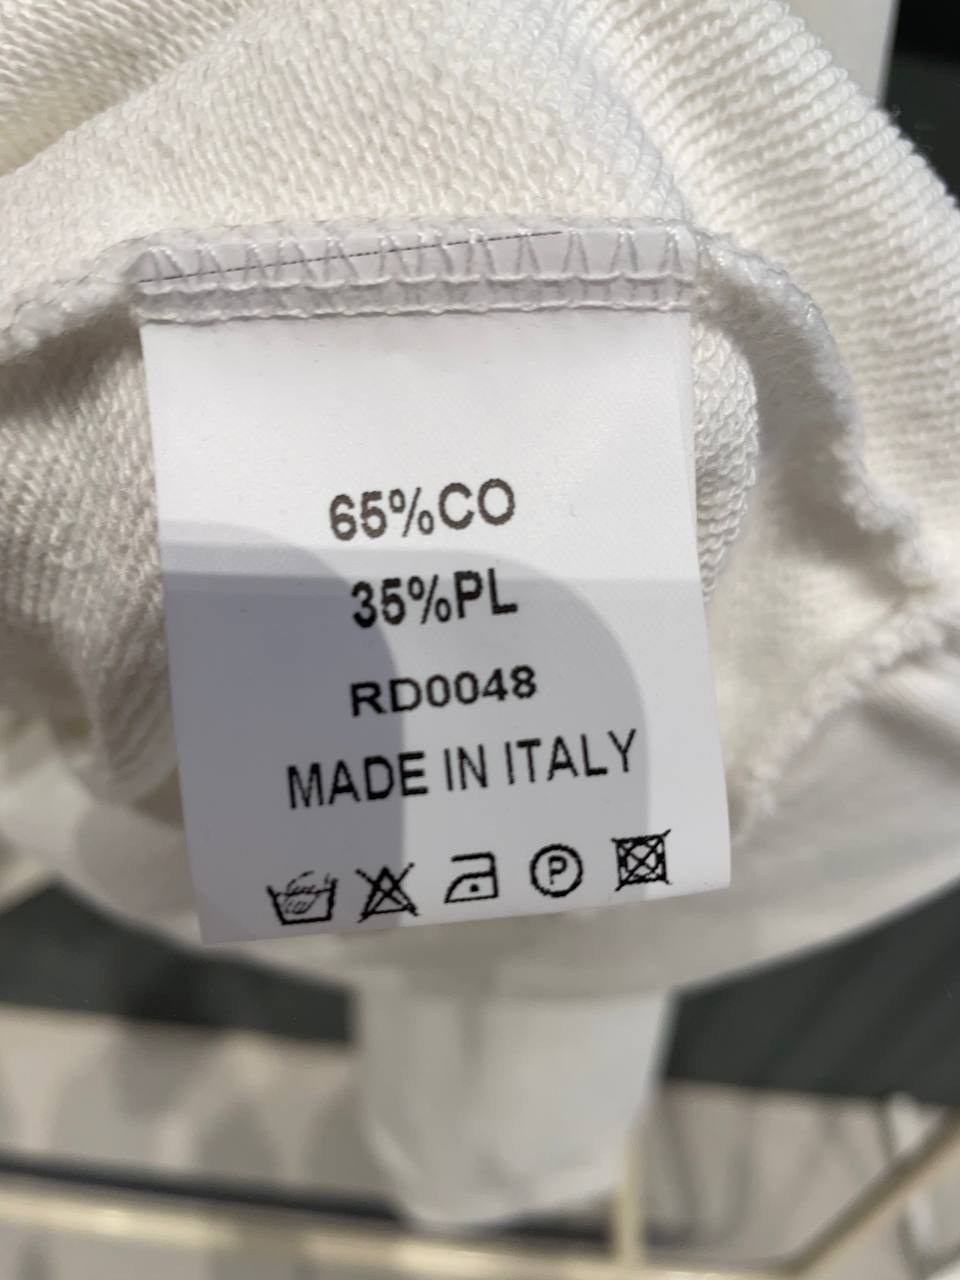 65%CO
35%PL
RD0048
MADE IN ITALY
P